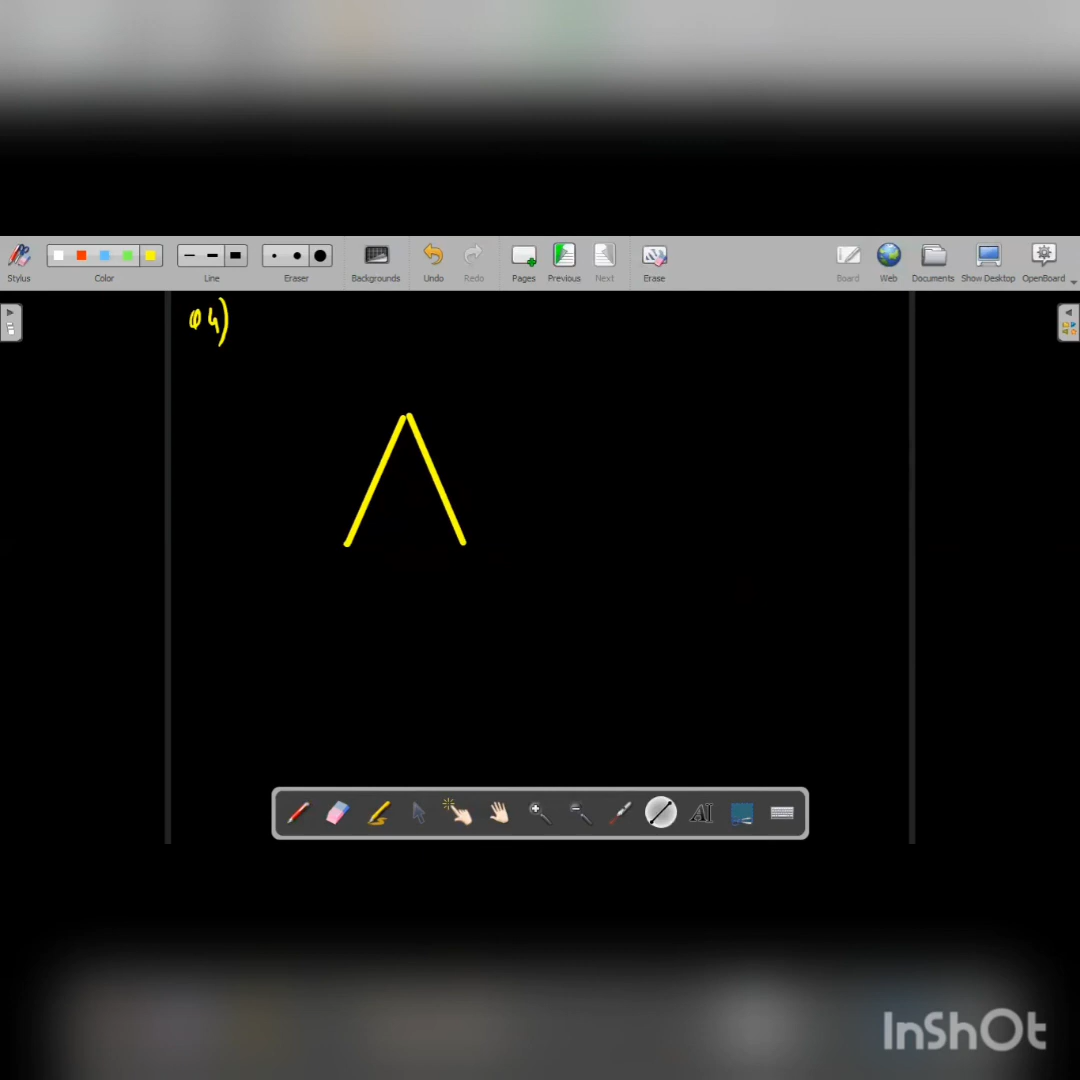 Stylus Color Line Eraser Backgrounds Undo Redo Pages Previous Next Erase Board Web Documents Show Desktop OpenBoard
04)
AI
InShOt